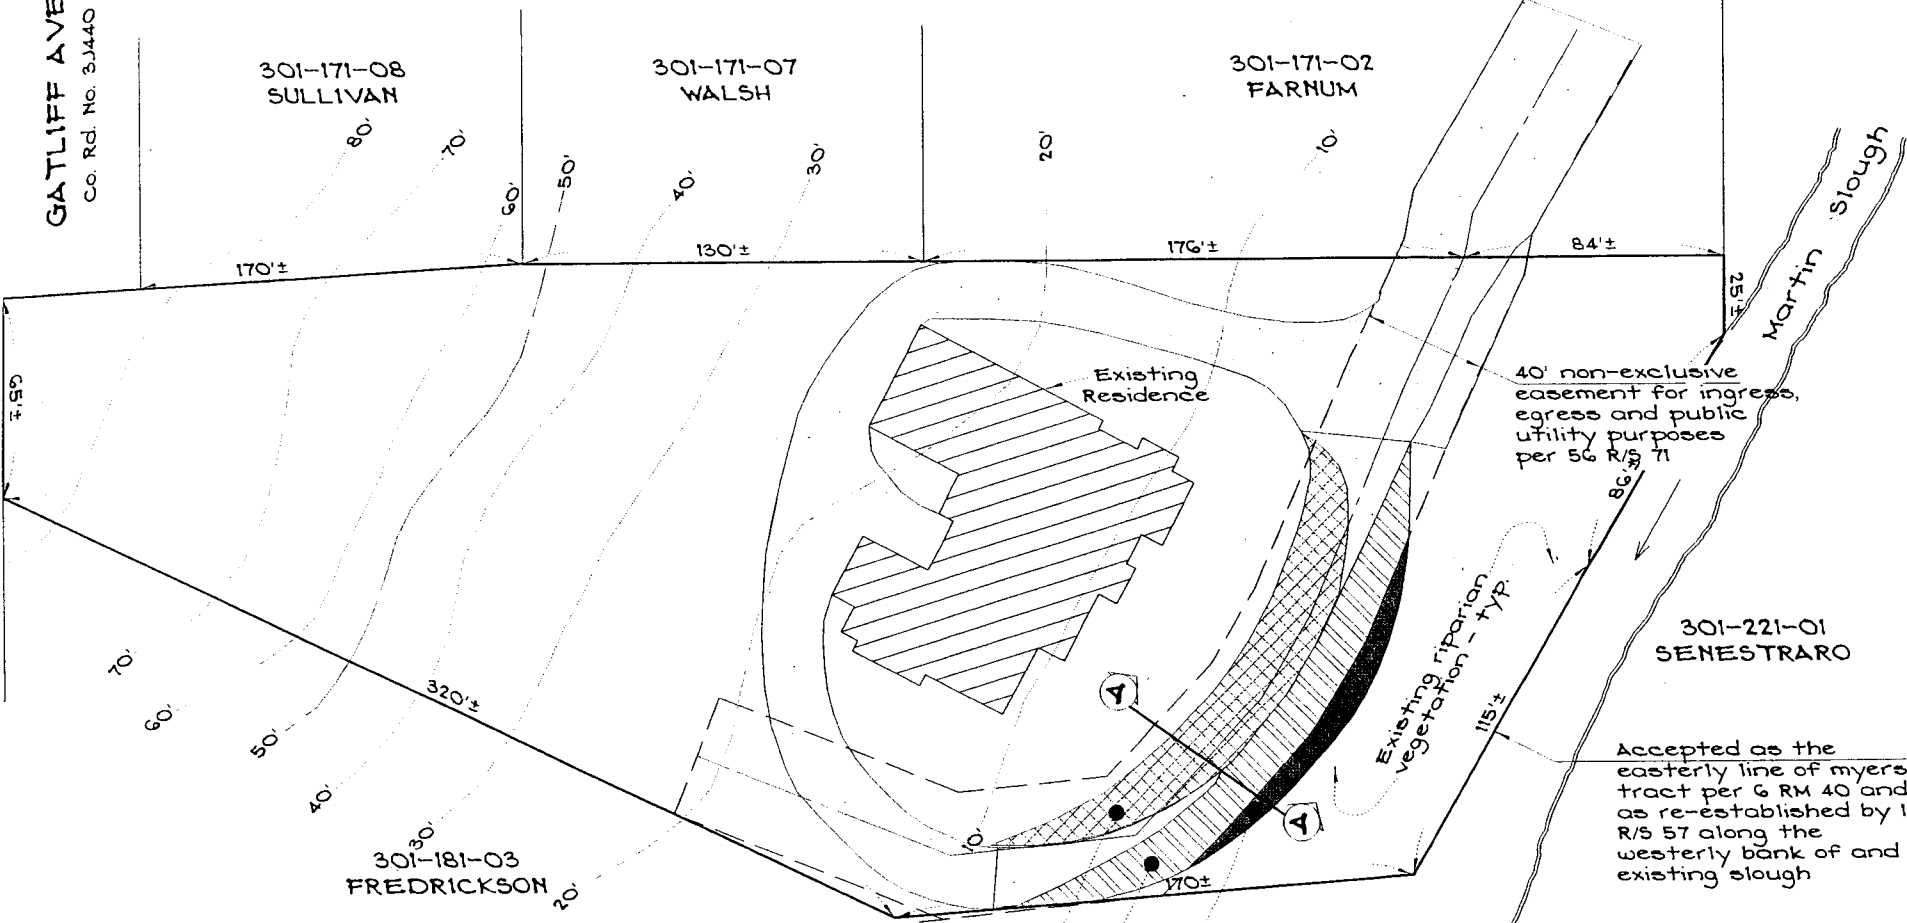 GATLIFF AVE
Co. Rd. No. 3J440
301-171-08
SULLIVAN
301-171-07
WALSH
301-171-02
FARNUM
80'
70'
60'
50'
40'
30'
20'
10'
170'±
130'±
176'±
84'±
25'±
65'±
Martin Slough
Existing
Residence
40' non-exclusive
easement for ingress,
egress and public
utility purposes
per 56 R/S 71
86'±
Existing riparian
vegetation - typ.
115'±
301-221-01
SENESTRARO
Accepted as the
easterly line of myers
tract per 6 RM 40 and
as re-established by 1
R/S 57 along the
westerly bank of and
existing slough
A
A
320'±
70'
60'
50'
40'
30'
20'
10'
170±
301-181-03
FREDRICKSON